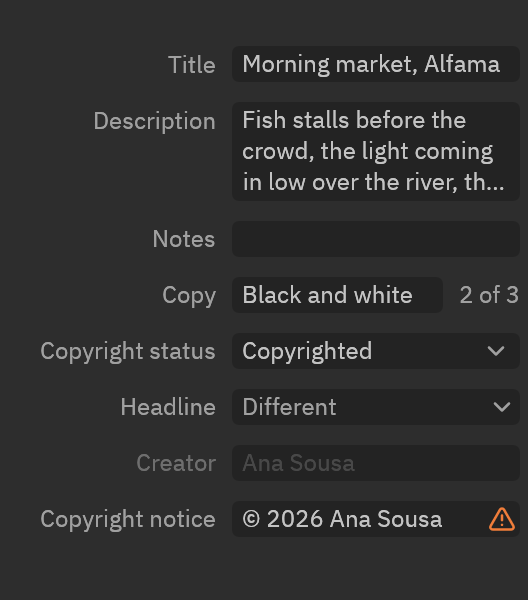 Title Morning market, Alfama
Description Fish stalls before the
crowd, the light coming
in low over the river, th...
Notes
Copy Black and white 2 of 3
Copyright status Copyrighted
Headline Different
Creator Ana Sousa
Copyright notice © 2026 Ana Sousa